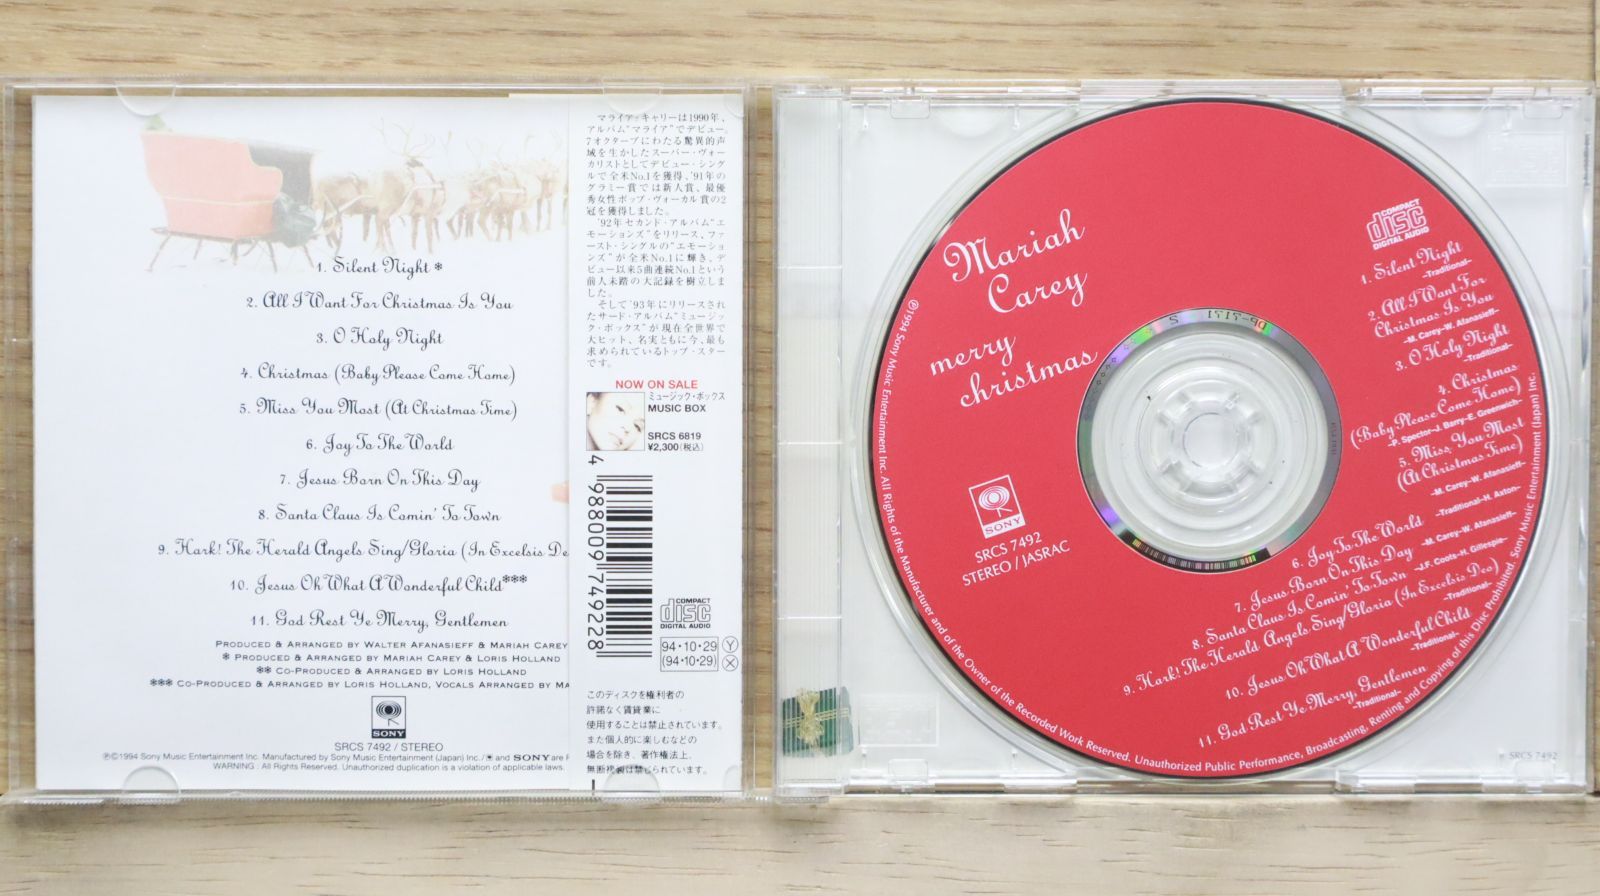 1. Silent Night *
2. All I Want For Christmas Is You
3. O Holy Night
4. Christmas (Baby Please Come Home)
5. Miss You Most (At Christmas Time)
6. Joy To The World
7. Jesus Born On This Day
8. Santa Claus Is Comin' To Town
9. Hark! The Herald Angels Sing/Gloria (In Excelsis De
10. Jesus Oh What A Wonderful Child***
11. God Rest Ye Merry, Gentlemen
PRODUCED & ARRANGED BY WALTER AFANASIEFF & MARIAH CAREY
* PRODUCED & ARRANGED BY MARIAH CAREY & LORIS HOLLAND
** CO-PRODUCED & ARRANGED BY LORIS HOLLAND
*** CO-PRODUCED & ARRANGED BY LORIS HOLLAND, VOCALS ARRANGED BY MA
SONY
SRCS 7492 / STEREO
℗©1994 Sony Music Entertainment Inc. Manufactured by Sony Music Entertainment (Japan) Inc./ and SONY are
WARNING : All Rights Reserved. Unauthorized duplication is a violation of applicable laws.
マライア・キャリーは1990年、
アルバム“マライア”でデビュー。
7オクターブにわたる驚異的声
域を生かしたスーパー・ヴォー
カリストとしてデビュー・シング
ルで全米No.1を獲得、'91年の
グラミー賞では新人賞、最優
秀女性ポップ・ヴォーカル賞の2
冠を獲得しました。
'92年セカンド・アルバム“エ
モーションズ”をリリース、ファ
ースト・シングルの“エモーショ
ンズ”が全米No.1に輝き、デ
ビュー以来5曲連続No.1という
前人未踏の大記録を樹立しま
した。
そして'93年にリリースされ
たサード・アルバム“ミュージッ
ク・ボックス”が現在全世界で
大ヒット、名実ともに今、最も
求められているトップ・スター
です。
NOW ON SALE
ミュージック・ボックス
MUSIC BOX
SRCS 6819
¥2,300(税込)
4 988009 749228
COMPACT
disc
DIGITAL AUDIO
94・10・29 Y
(94・10・29) X
このディスクを権利者の
許諾なく賃貸業に
使用することは禁止されています。
また個人的に楽しむなどの
場合を除き、著作権法上、
無断複製は禁じられています。
Mariah
Carey
merry
christmas
COMPACT
disc
DIGITAL AUDIO
SONY
SRCS 7492
STEREO / JASRAC
1. Silent Night
–Traditional–
2. All I Want For
Christmas Is You
–M. Carey–W. Afanasieff–
3. O Holy Night
–Traditional–
4. Christmas
(Baby Please Come Home)
–P. Spector–J. Barry–E. Greenwich–
5. Miss You Most
(At Christmas Time)
–M. Carey–W. Afanasieff–
6. Joy To The World –Traditional–H. Axton–
7. Jesus Born On This Day –M. Carey–W. Afanasieff–
8. Santa Claus Is Comin' To Town –J.F. Coots–H. Gillespie–
9. Hark! The Herald Angels Sing/Gloria (In Excelsis Deo)
–Traditional–
10. Jesus Oh What A Wonderful Child
–Traditional–
11. God Rest Ye Merry, Gentlemen
–Traditional–
℗1994 Sony Music Entertainment Inc. All Rights of the Manufacturer and of the Owner of the Recorded Work Reserved. Unauthorized Public Performance, Broadcasting, Renting and Copying of this Disc Prohibited. Sony Music Entertainment (Japan) Inc.
SRCS 7492